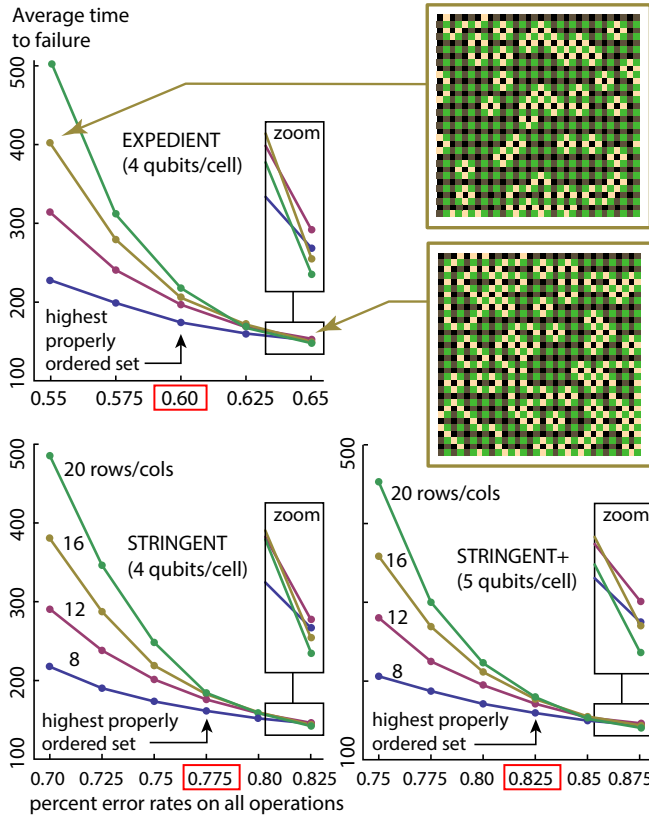 Average time
to failure
500
400
300
200
100
EXPEDIENT
(4 qubits/cell)
zoom
highest
properly
ordered set
0.55
0.575
0.60
0.625
0.65
500
400
300
200
100
20 rows/cols
16
12
8
STRINGENT
(4 qubits/cell)
zoom
highest properly
ordered set
0.70
0.725
0.75
0.775
0.80
0.825
percent error rates on all operations
500
100
20 rows/cols
16
12
8
STRINGENT+
(5 qubits/cell)
zoom
highest properly
ordered set
0.75
0.775
0.80
0.825
0.85
0.875